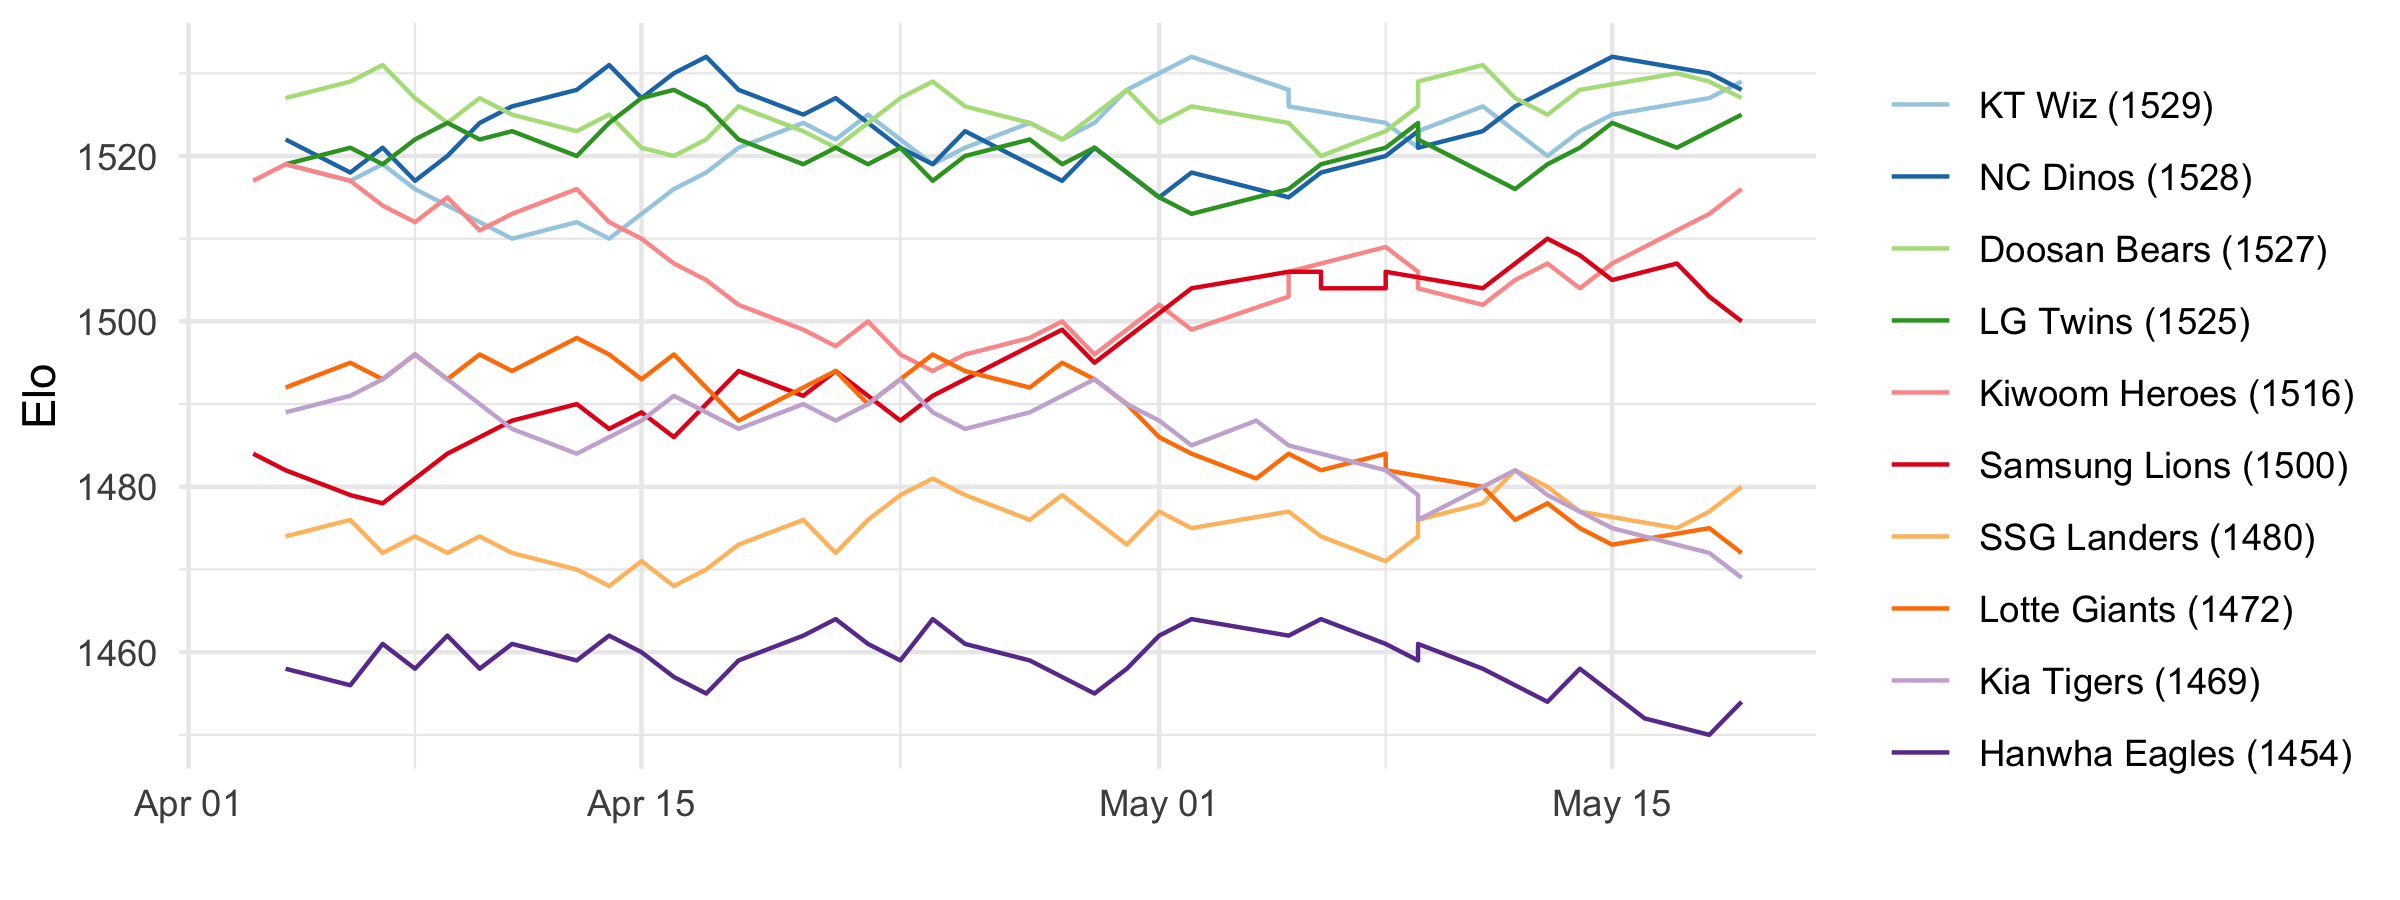 1520
1500
1480
1460
Elo
Apr 01
Apr 15
May 01
May 15
KT Wiz (1529)
NC Dinos (1528)
Doosan Bears (1527)
LG Twins (1525)
Kiwoom Heroes (1516)
Samsung Lions (1500)
SSG Landers (1480)
Lotte Giants (1472)
Kia Tigers (1469)
Hanwha Eagles (1454)